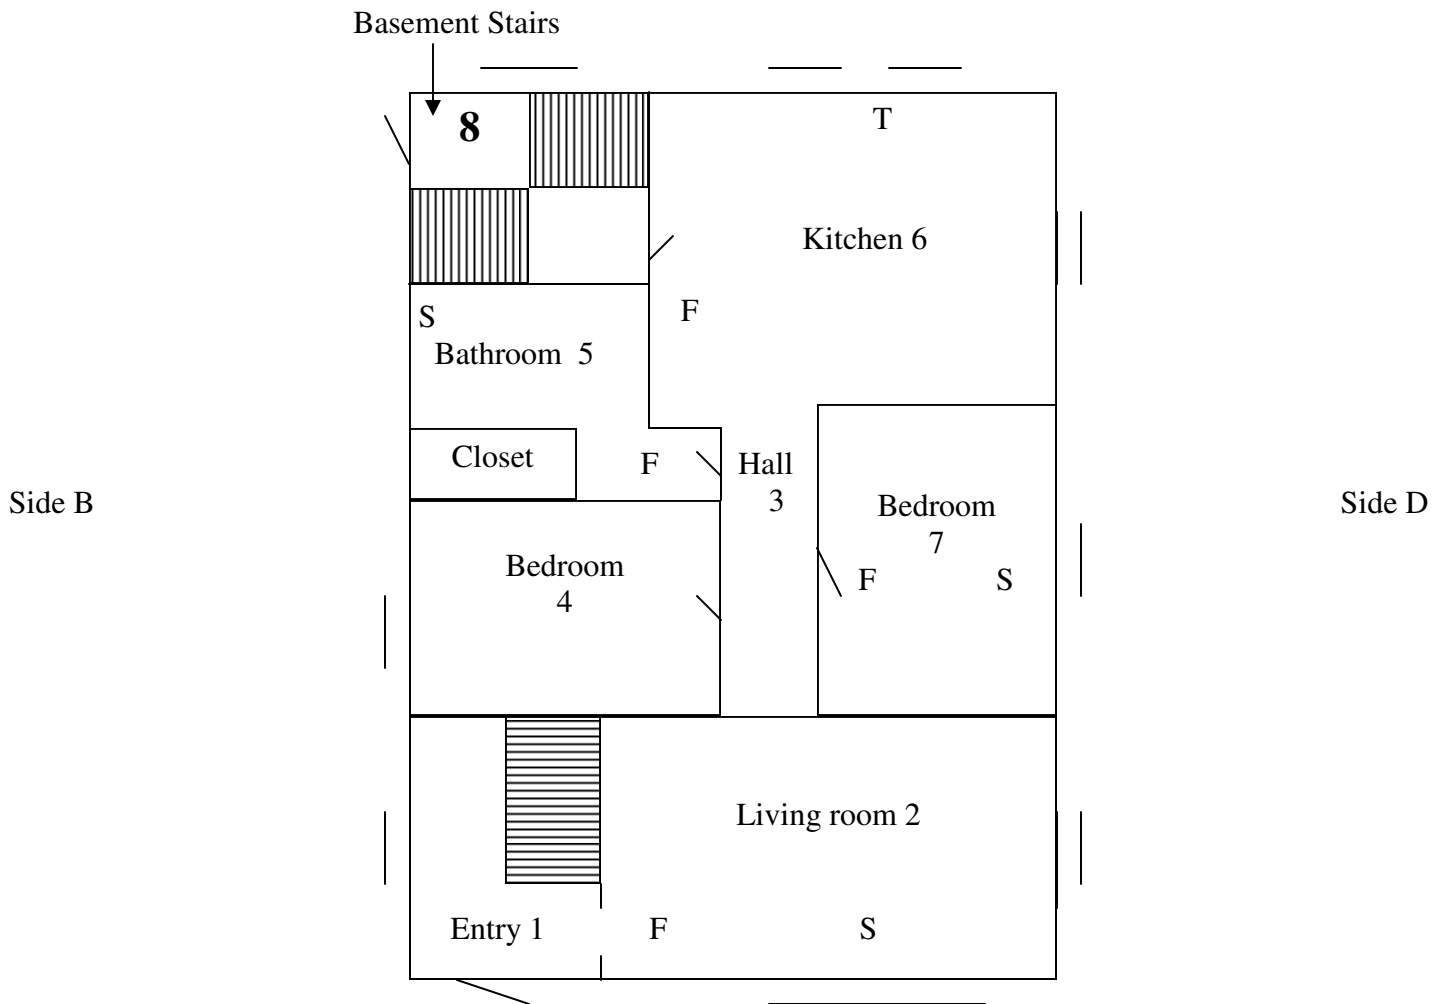 Basement Stairs
8
T
Kitchen 6
S
F
Bathroom 5
Closet
F
Hall
3
Side B
Side D
Bedroom
7
F S
Bedroom
4
Living room 2
Entry 1
F
S